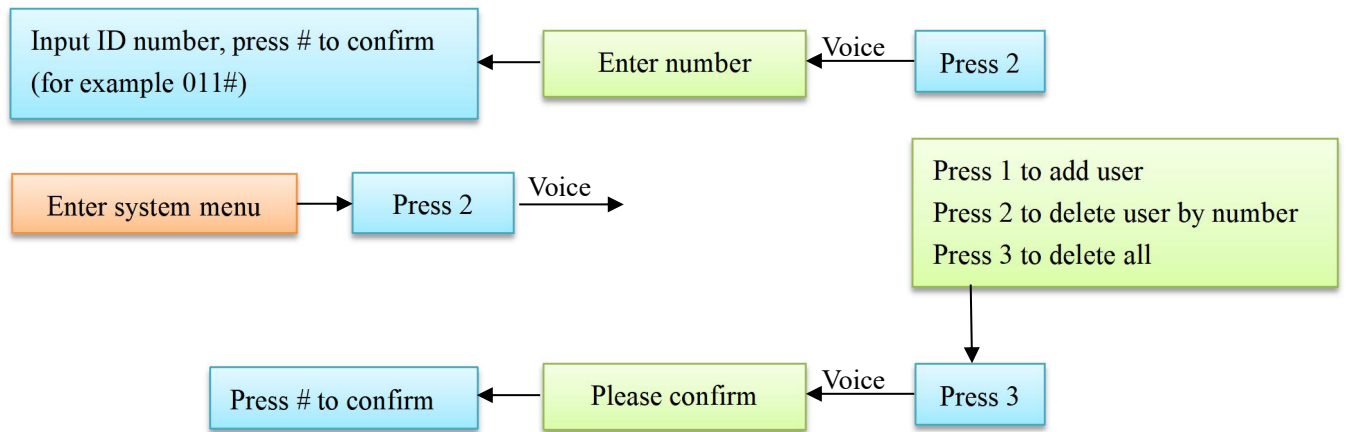 Input ID number, press # to confirm
(for example 011#)
Enter number
Voice
Press 2
Enter system menu
Press 2
Voice
Press 1 to add user
Press 2 to delete user by number
Press 3 to delete all
Press # to confirm
Please confirm
Voice
Press 3